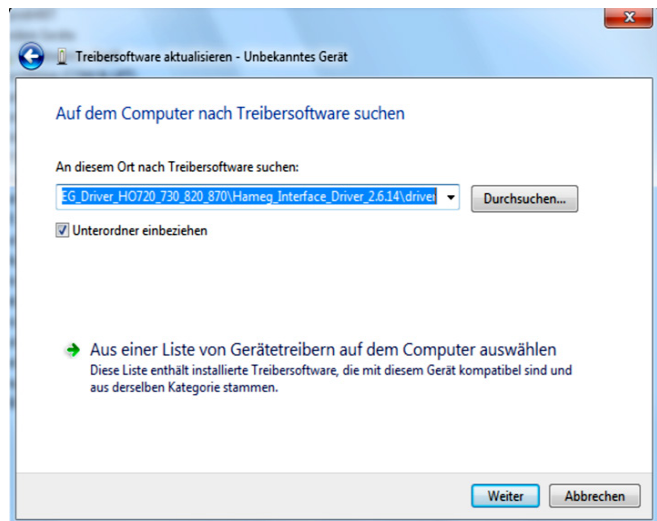 Treibersoftware aktualisieren - Unbekanntes Gerät
Auf dem Computer nach Treibersoftware suchen
An diesem Ort nach Treibersoftware suchen:
EG_Driver_HO720_730_820_870\Hameg_Interface_Driver_2.6.14\driver
Durchsuchen...
Unterordner einbeziehen
Aus einer Liste von Gerätetreibern auf dem Computer auswählen
Diese Liste enthält installierte Treibersoftware, die mit diesem Gerät kompatibel sind und
aus derselben Kategorie stammen.
Weiter
Abbrechen